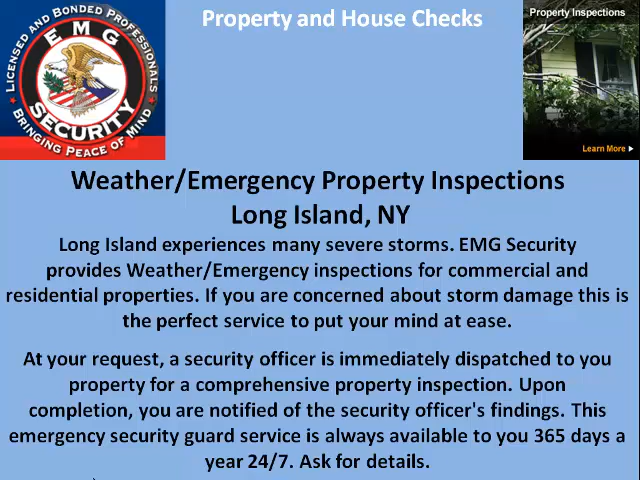 LICENSED AND BONDED PROFESSIONALS
EMG
SECURITY
BRINGING PEACE OF MIND
Property and House Checks
Property Inspections
Learn More
Weather/Emergency Property Inspections
Long Island, NY
Long Island experiences many severe storms. EMG Security
provides Weather/Emergency inspections for commercial and
residential properties. If you are concerned about storm damage this is
the perfect service to put your mind at ease.
At your request, a security officer is immediately dispatched to you
property for a comprehensive property inspection. Upon
completion, you are notified of the security officer's findings. This
emergency security guard service is always available to you 365 days a
year 24/7. Ask for details.